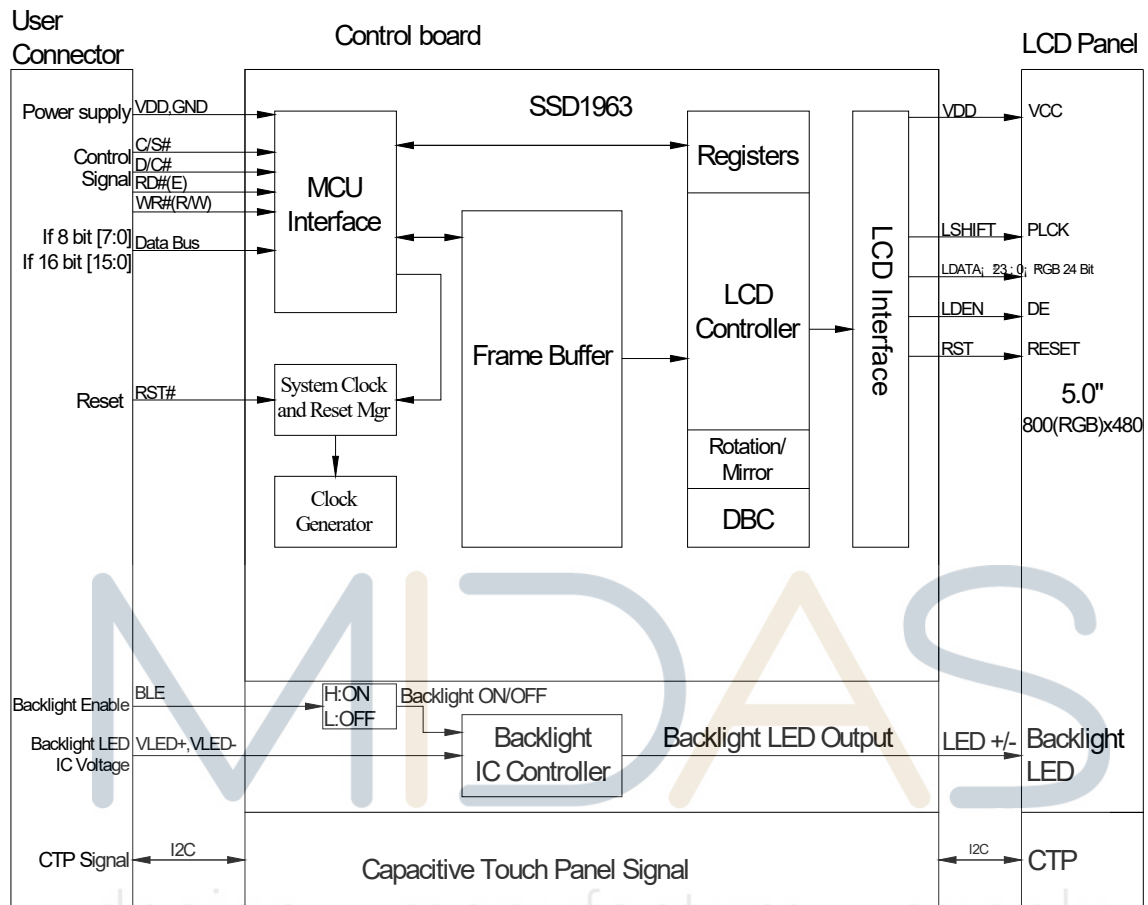 User
Connector
Control board
LCD Panel
SSD1963
Power supply
VDD,GND
Control
Signal
C/S#
D/C#
RD#(E)
WR#(R/W)
If 8 bit [7:0]
If 16 bit [15:0]
Data Bus
MCU
Interface
Registers
LCD
Controller
Frame Buffer
Rotation/
Mirror
DBC
LCD Interface
VDD
VCC
LSHIFT
PLCK
LDATA¡ 23 : 0¡ RGB 24 Bit
LDEN
DE
RST
RESET
5.0"
800(RGB)x480
Reset
RST#
System Clock
and Reset Mgr
Clock
Generator
MIDAS
Backlight Enable
BLE
H:ON
L:OFF
Backlight ON/OFF
Backlight LED
IC Voltage
VLED+,VLED-
Backlight
IC Controller
Backlight LED Output
LED +/-
Backlight
LED
CTP Signal
I2C
Capacitive Touch Panel Signal
I2C
CTP